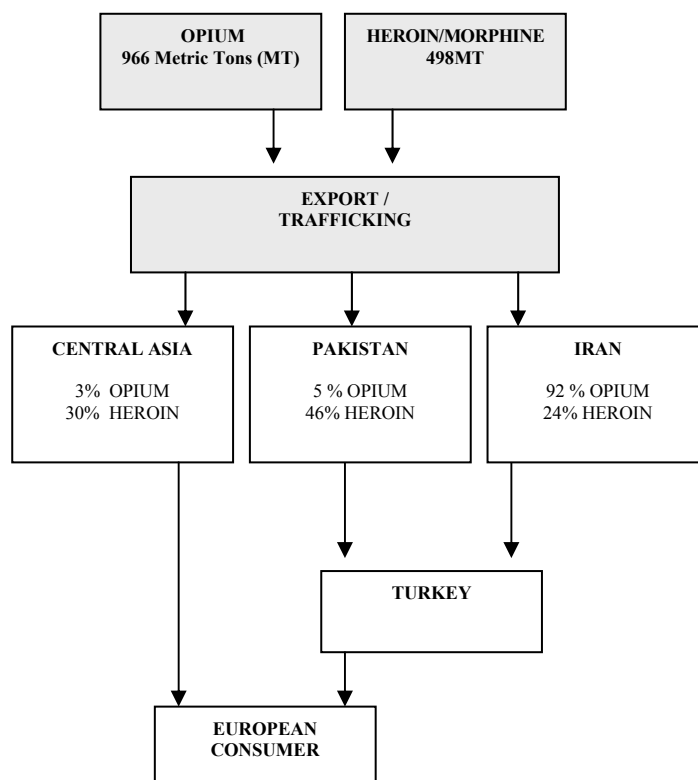 OPIUM
966 Metric Tons (MT)
HEROIN/MORPHINE
498MT
EXPORT /
TRAFFICKING
CENTRAL ASIA
3% OPIUM
30% HEROIN
PAKISTAN
5 % OPIUM
46% HEROIN
IRAN
92 % OPIUM
24% HEROIN
TURKEY
EUROPEAN
CONSUMER